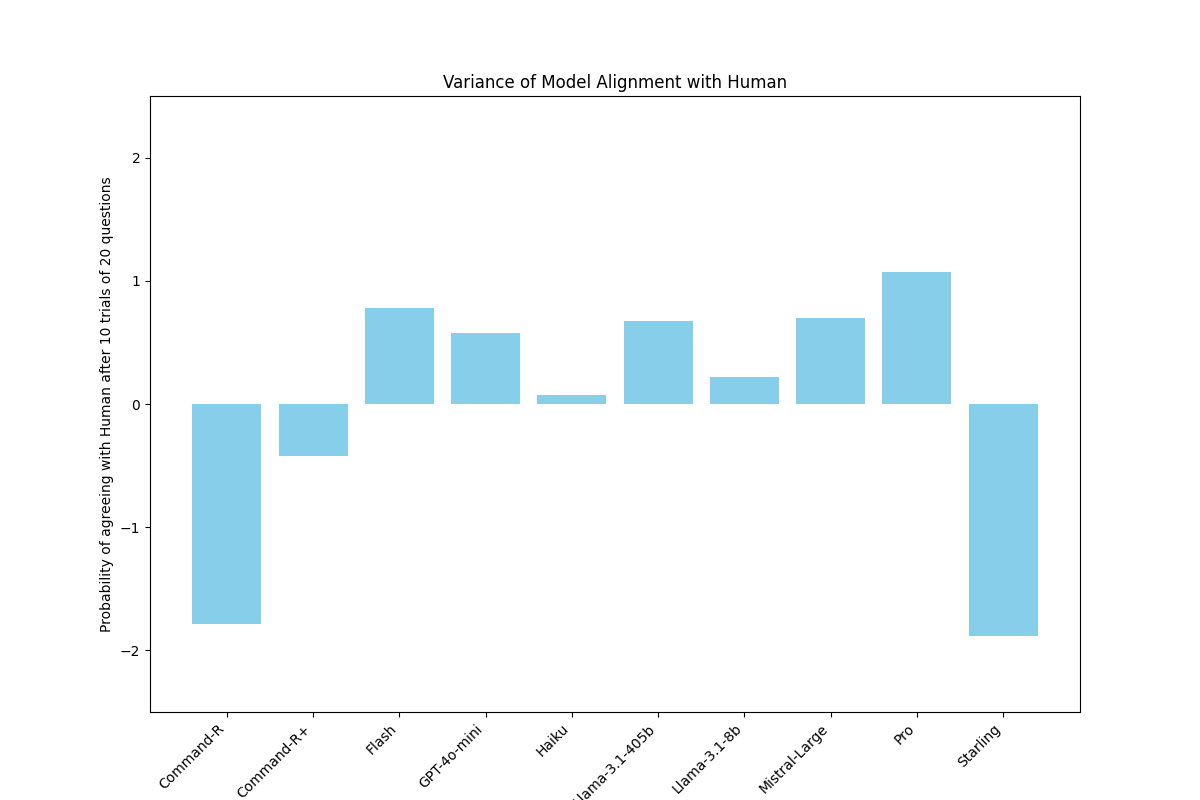 Variance of Model Alignment with Human
Probability of agreeing with Human after 10 trials of 20 questions
2
1
0
−1
−2
Command-R
Command-R+
Flash
GPT-4o-mini
Haiku
Llama-3.1-405b
Llama-3.1-8b
Mistral-Large
Pro
Starling